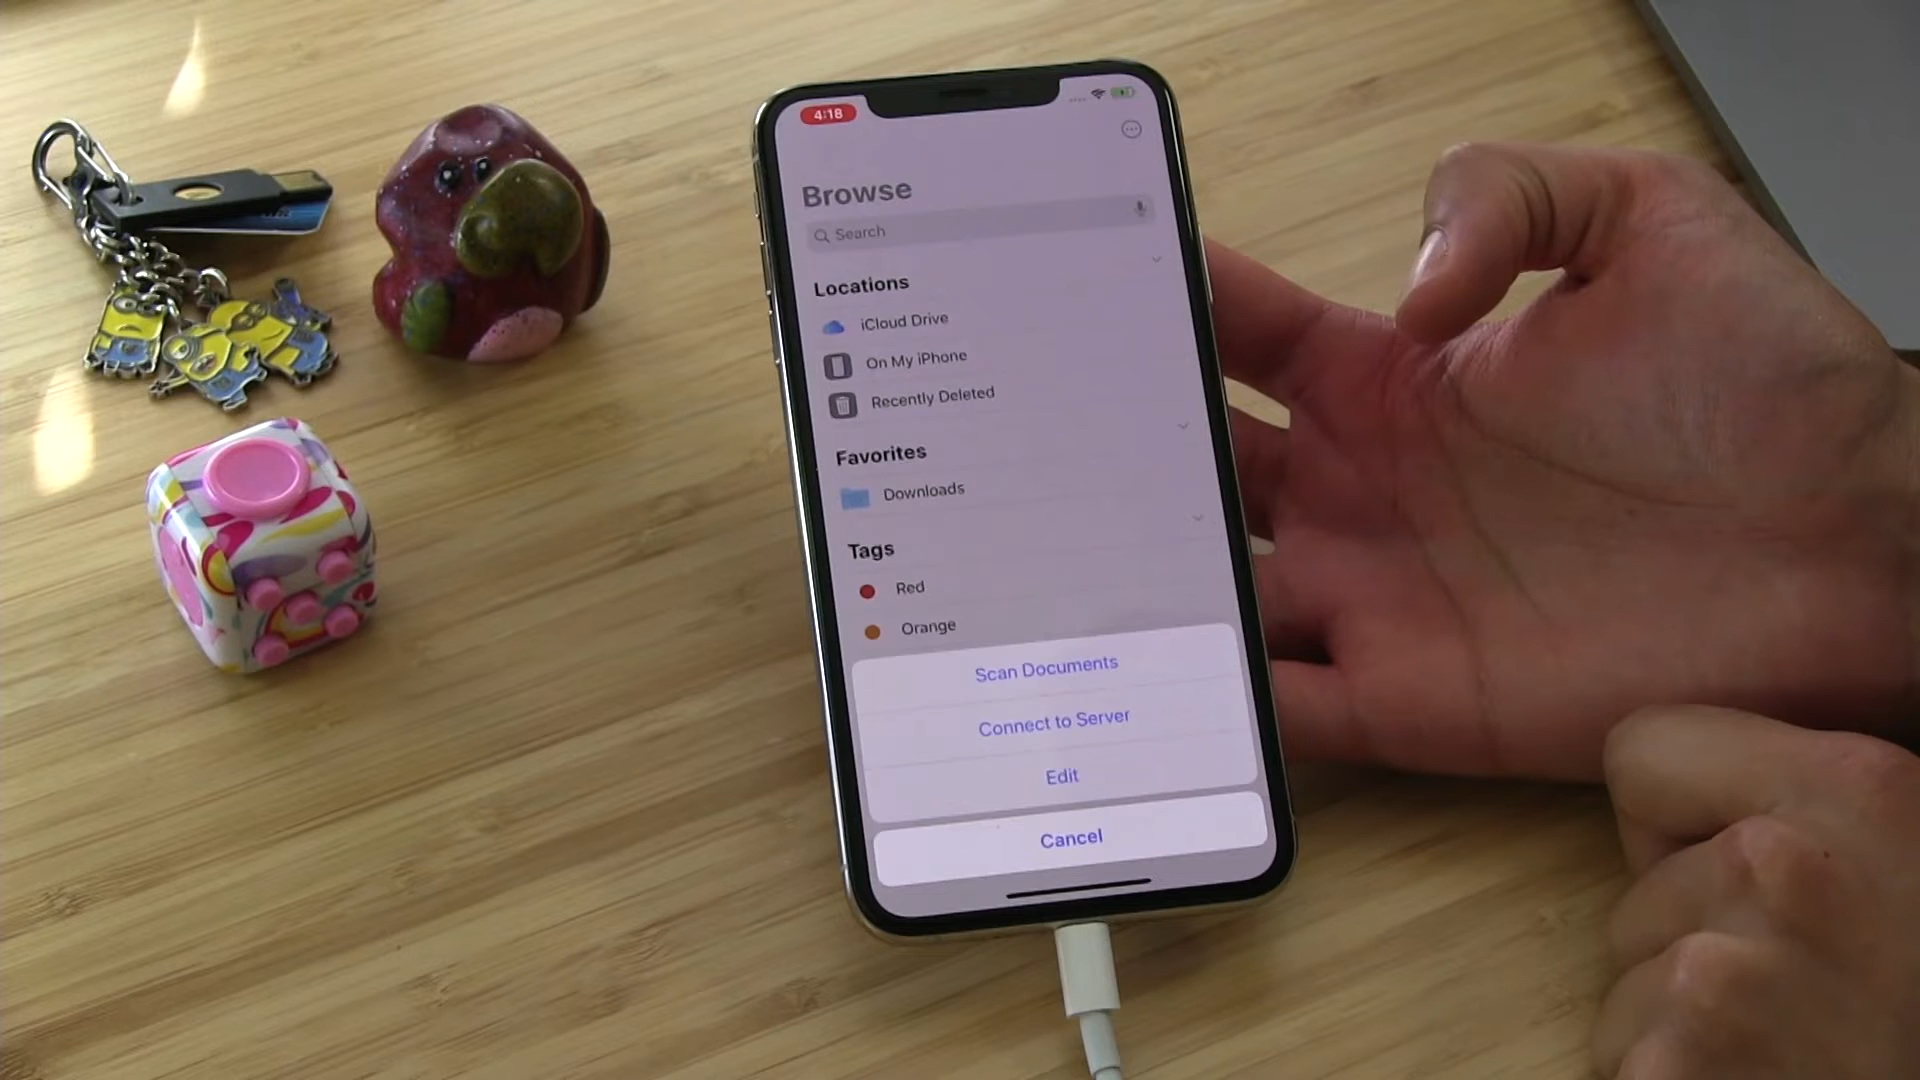 4:18
Browse
Search
Locations
iCloud Drive
On My iPhone
Recently Deleted
Favorites
Downloads
Tags
Red
Orange
Scan Documents
Connect to Server
Edit
Cancel